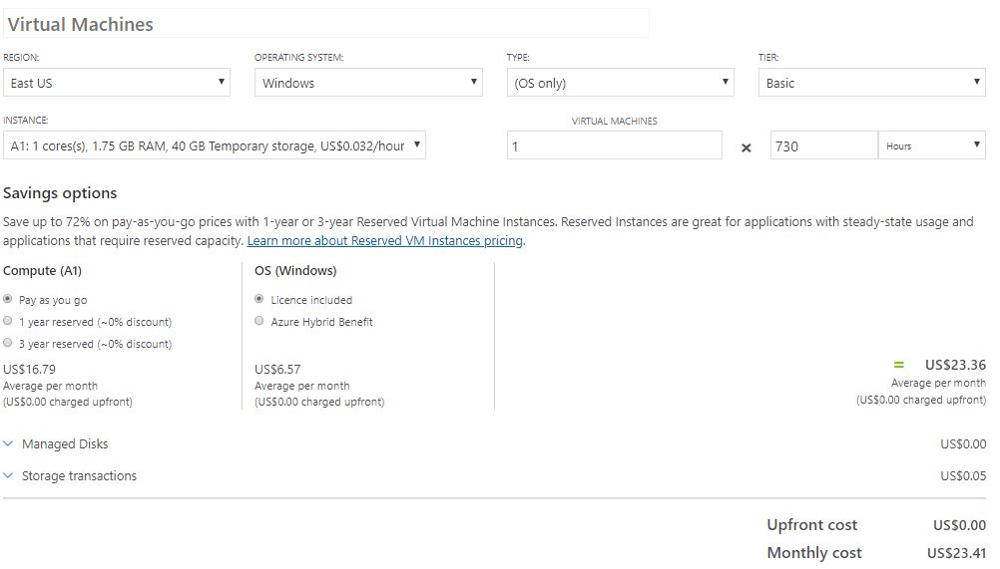 Virtual Machines
REGION: OPERATING SYSTEM: TYPE: TIER:
East US Windows (OS only) Basic
INSTANCE: VIRTUAL MACHINES
A1: 1 cores(s), 1.75 GB RAM, 40 GB Temporary storage, US$0.032/hour 1 × 730 Hours
Savings options
Save up to 72% on pay-as-you-go prices with 1-year or 3-year Reserved Virtual Machine Instances. Reserved Instances are great for applications with steady-state usage and
applications that require reserved capacity. Learn more about Reserved VM Instances pricing.
Compute (A1)
Pay as you go
1 year reserved (~0% discount)
3 year reserved (~0% discount)
US$16.79
Average per month
(US$0.00 charged upfront)
OS (Windows)
Licence included
Azure Hybrid Benefit
US$6.57
Average per month
(US$0.00 charged upfront)
= US$23.36
Average per month
(US$0.00 charged upfront)
Managed Disks US$0.00
Storage transactions US$0.05
Upfront cost US$0.00
Monthly cost US$23.41